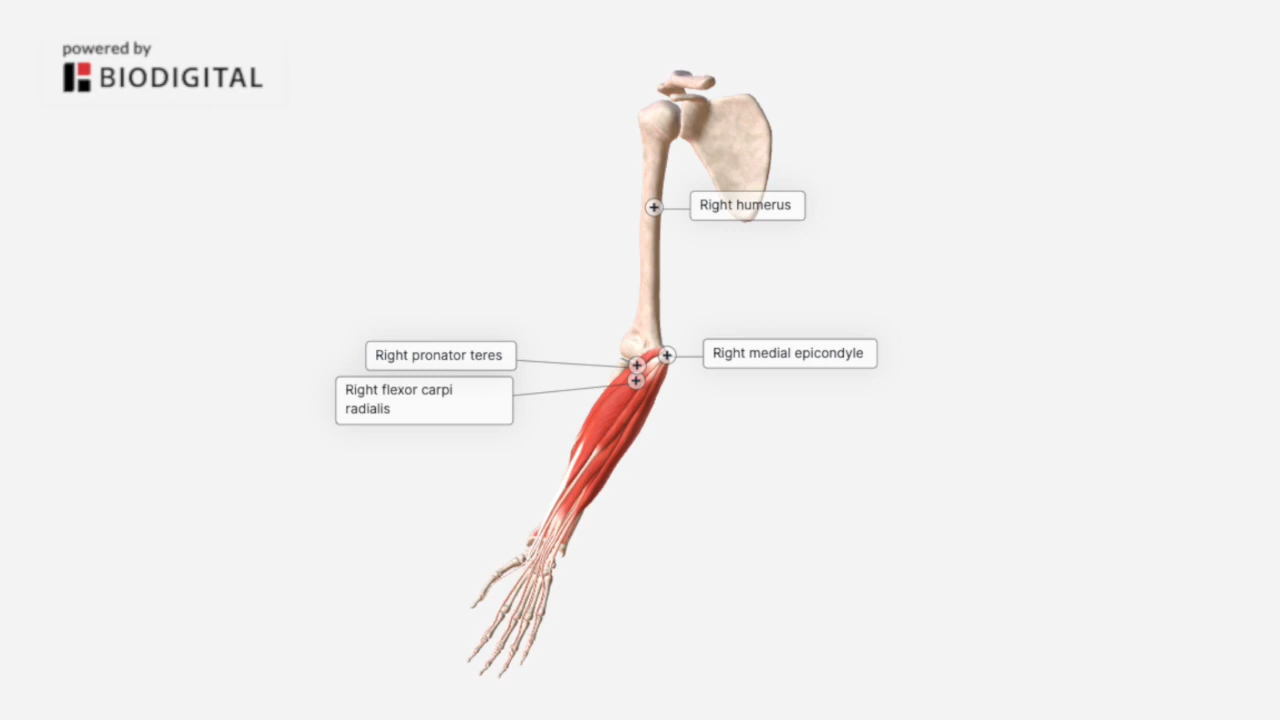 powered by
BIODIGITAL
Right humerus
Right pronator teres
Right medial epicondyle
Right flexor carpi
radialis